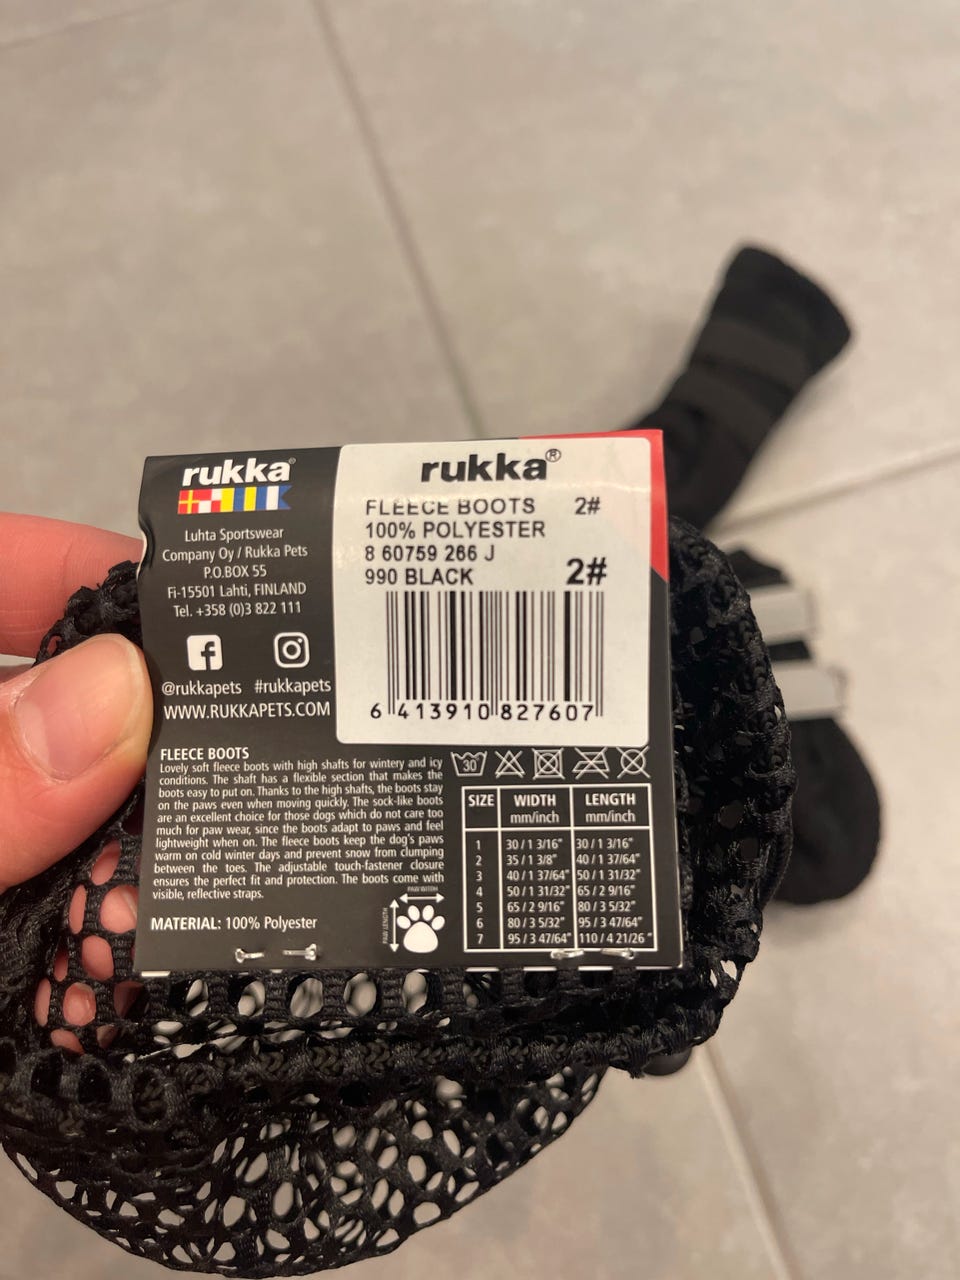 rukka®
Luhta Sportswear
Company Oy / Rukka Pets
P.O.BOX 55
Fi-15501 Lahti, FINLAND
Tel. +358 (0)3 822 111
@rukkapets #rukkapets
WWW.RUKKAPETS.COM
rukka®
FLEECE BOOTS 2#
100% POLYESTER
8 60759 266 J
990 BLACK 2#
6 413910 827607
FLEECE BOOTS
Lovely soft fleece boots with high shafts for wintery and icy
conditions. The shaft has a flexible section that makes the
boots easy to put on. Thanks to the high shafts, the boots stay
on the paws even when moving quickly. The sock-like boots
are an excellent choice for those dogs which do not care too
much for paw wear, since the boots adapt to paws and feel
lightweight when on. The fleece boots keep the dog's paws
warm on cold winter days and prevent snow from clumping
between the toes. The adjustable touch-fastener closure
ensures the perfect fit and protection. The boots come with
visible, reflective straps.
MATERIAL: 100% Polyester
PAW WIDTH
PAW LENGTH
30
SIZE WIDTH LENGTH
mm/inch mm/inch
1 30/1 3/16" 30/1 3/16"
2 35/1 3/8" 40/1 37/64"
3 40/1 37/64" 50/1 31/32"
4 50/1 31/32" 65/2 9/16"
5 65/2 9/16" 80/3 5/32"
6 80/3 5/32" 95/3 47/64"
7 95/3 47/64" 110/4 21/26"